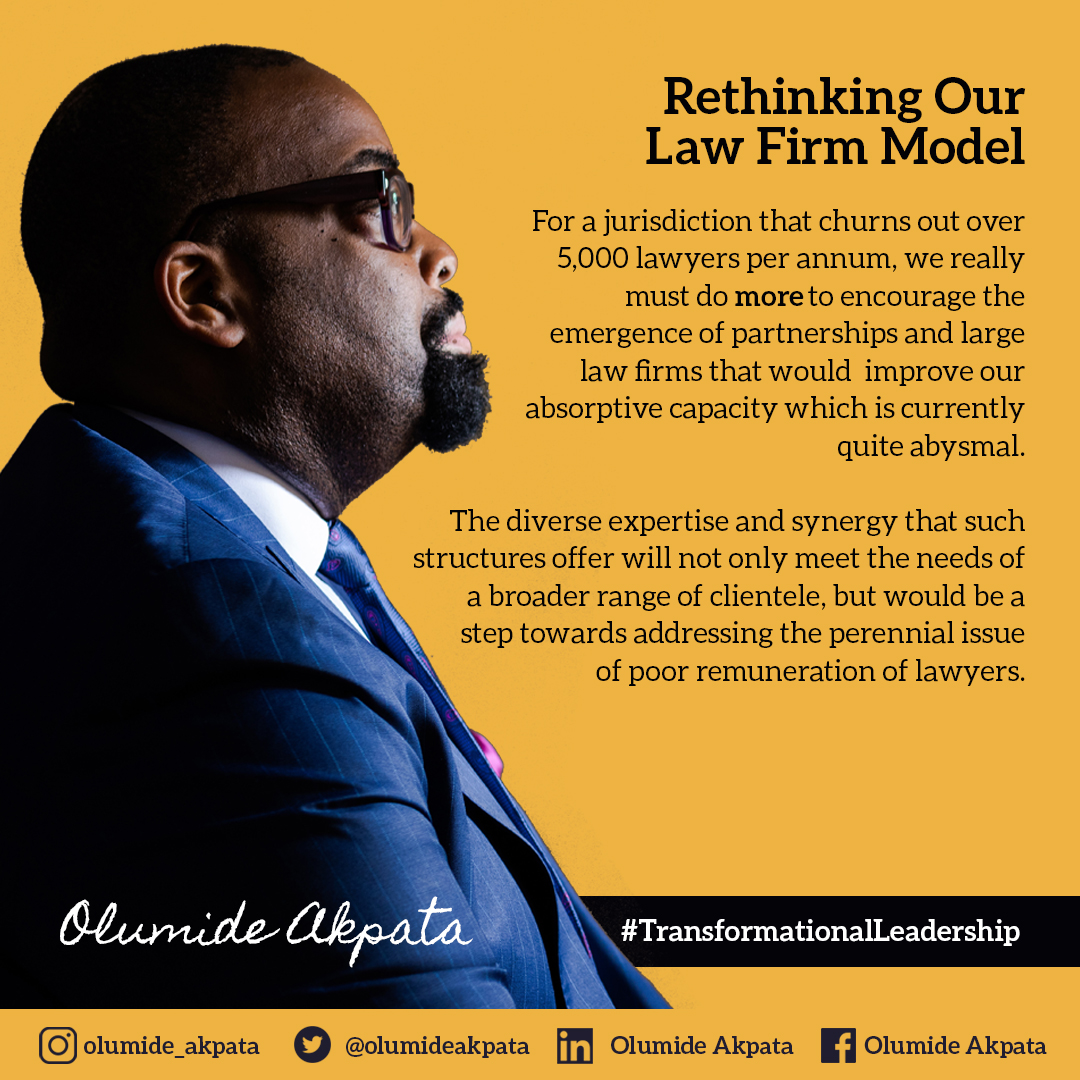 Rethinking Our
Law Firm Model
For a jurisdiction that churns out over
5,000 lawyers per annum, we really
must do more to encourage the
emergence of partnerships and large
law firms that would improve our
absorptive capacity which is currently
quite abysmal.
The diverse expertise and synergy that such
structures offer will not only meet the needs of
a broader range of clientele, but would be a
step towards addressing the perennial issue
of poor remuneration of lawyers.
Olumide Akpata
#TransformationalLeadership
olumide_akpata @olumideakpata Olumide Akpata Olumide Akpata